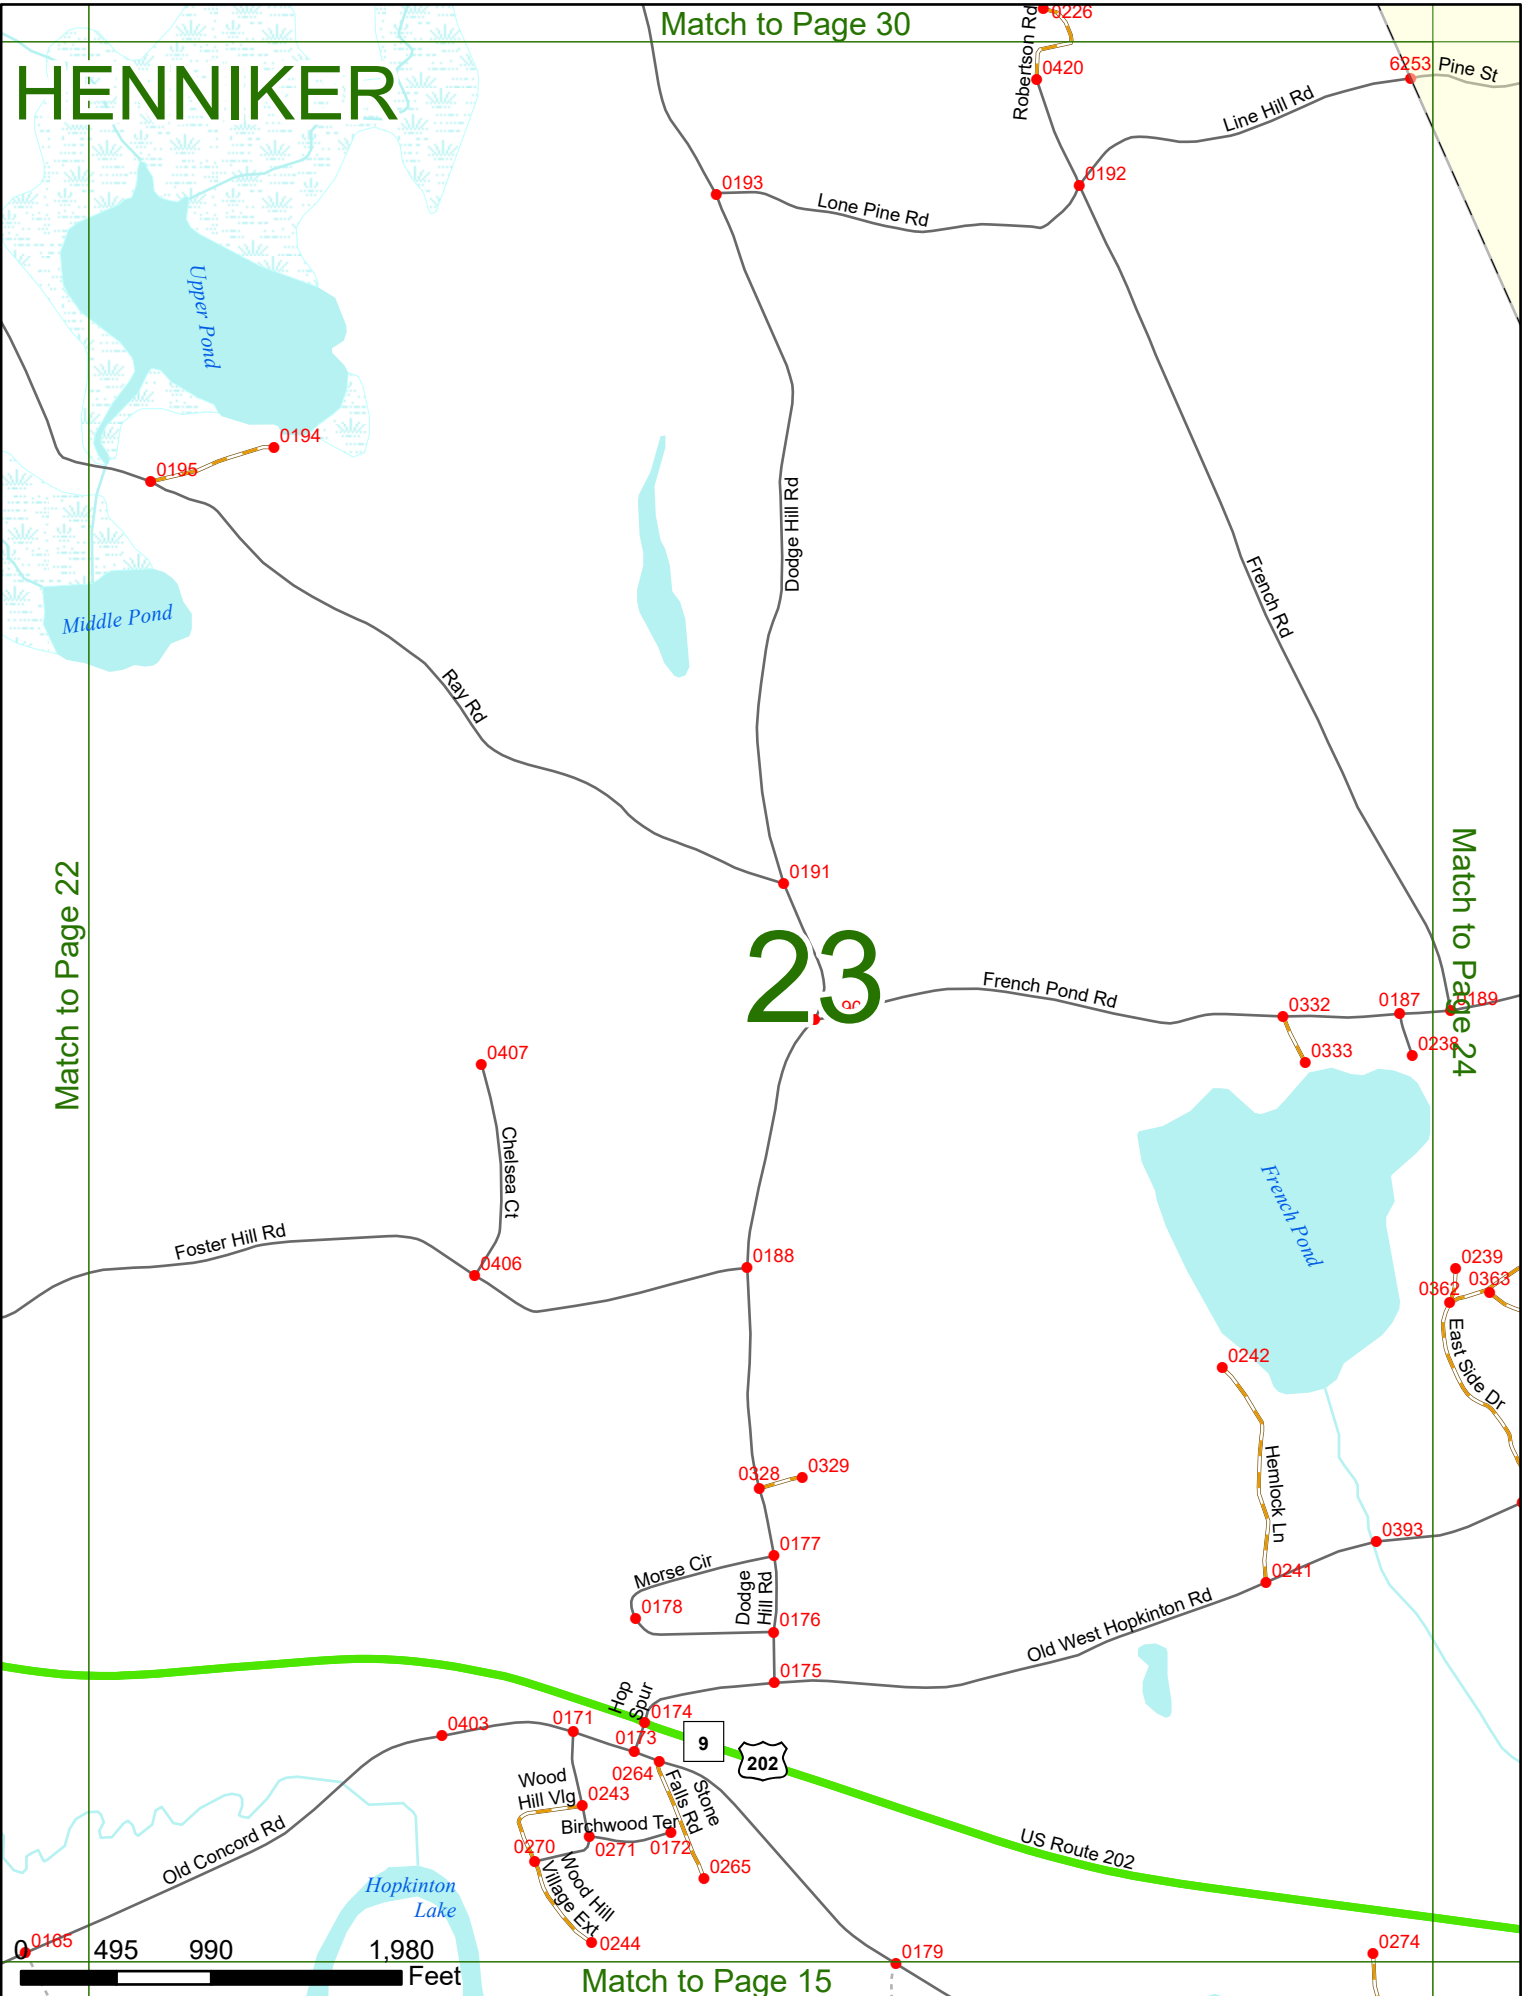 Match to Page 30
HENNIKER
0226
Robertson Rd
0420
6253
Pine St
Line Hill Rd
0193
0192
Lone Pine Rd
Upper Pond
0194
0195
Dodge Hill Rd
French Rd
Middle Pond
Ray Rd
0191
Match to Page 22
Match to Page 24
23
90
French Pond Rd
0332
0187
0189
0333
0238
0407
Chelsea Ct
French Pond
Foster Hill Rd
0406
0188
0239
0362
0363
East Side Dr
0242
Hemlock Ln
0328
0329
0177
0393
Morse Cir
Dodge
Hill Rd
0241
0178
0176
Old West Hopkinton Rd
0175
Hop
Spur
0174
0403
0171
0173
9
202
0264
Stone
Falls Rd
Wood
Hill Vlg
0243
Birchwood Ter
0271
0172
0270
0265
US Route 202
Old Concord Rd
Wood Hill
Village Ext
Hopkinton
Lake
0244
0165
0179
0274
0 495 990 1,980
Feet
Match to Page 15